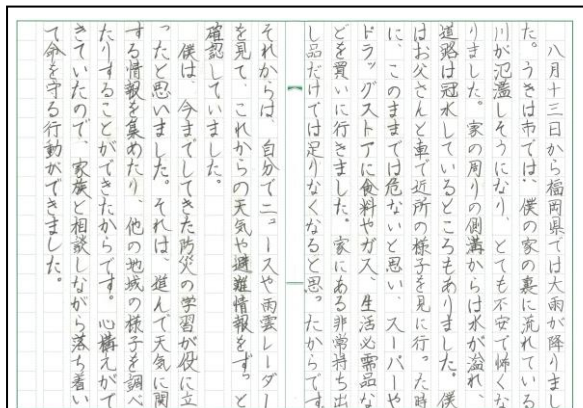 八月十三日から福岡県では大雨が降りまし
た。うきは市では、僕の家の裏に流れている
川が氾濫しそうになり、とても不安で怖くな
りました。家の周りの側溝からは水が溢れ、
道路は冠水しているところもありました。僕
はお父さんと車で近所の様子を見に行った時
に、このままでは危ないと思い、スーパーや
ドラッグストアに食料やガス、生活必需品な
どを買いに行きました。家にある非常持ち出
し品だけでは足りなくなると思ったからです。
それからは、自分でニュースや雨雲レーダー
を見て、これからの天気や避難情報をずっと
確認していました。
僕は、今までしてきた防災の学習が役に立
ったと思いました。それは、進んで天気に関
する情報を集めたり、他の地域の様子を調べ
たりすることができたからです。心構えがで
きていたので、家族と相談しながら落ち着い
て命を守る行動ができました。